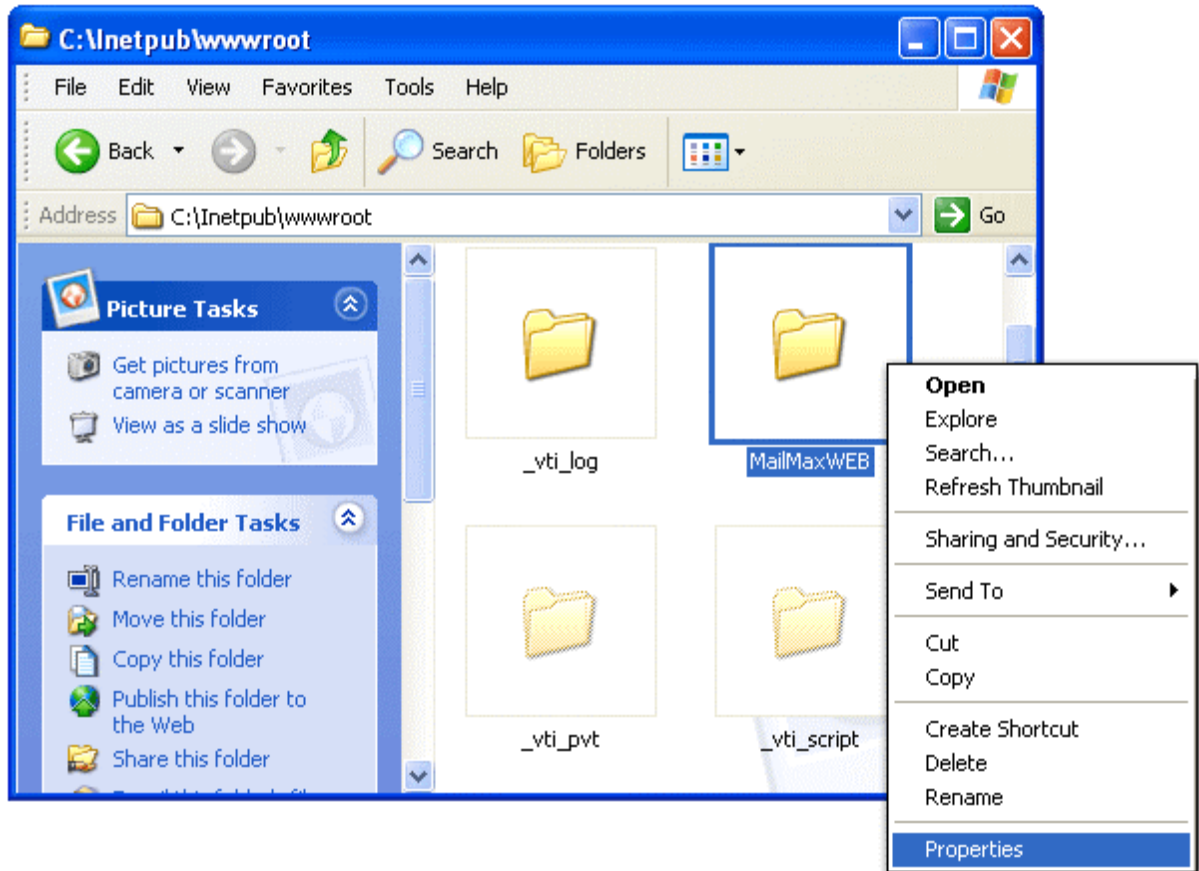 C:\Inetpub\wwwroot
File Edit View Favorites Tools Help
Back Search Folders
Address C:\Inetpub\wwwroot Go
Picture Tasks
Get pictures from
camera or scanner
View as a slide show
File and Folder Tasks
Rename this folder
Move this folder
Copy this folder
Publish this folder to
the Web
Share this folder
_vti_log
MailMaxWEB
_vti_pvt
_vti_script
Open
Explore
Search...
Refresh Thumbnail
Sharing and Security...
Send To
Cut
Copy
Create Shortcut
Delete
Rename
Properties